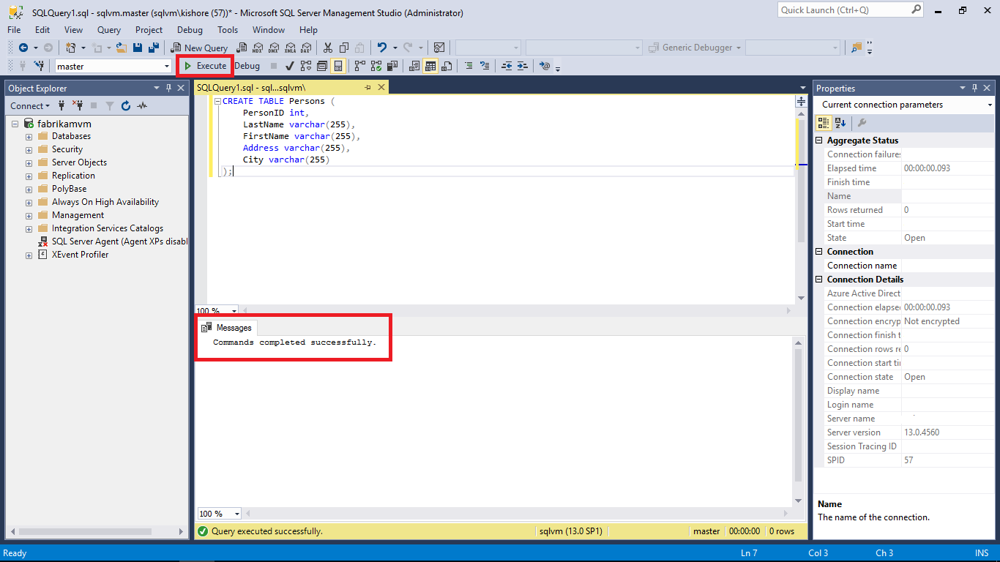 SQLQuery1.sql - sqlvm.master (sqlvm\kishore (57))* - Microsoft SQL Server Management Studio (Administrator)
Quick Launch (Ctrl+Q)
File Edit View Query Project Debug Tools Window Help
New Query MDX DMX XMLA DAX Generic Debugger
master Execute Debug
Object Explorer
Connect
fabrikamvm
Databases
Security
Server Objects
Replication
PolyBase
Always On High Availability
Management
Integration Services Catalogs
SQL Server Agent (Agent XPs disabl
XEvent Profiler
SQLQuery1.sql - sql...sqlvm\
CREATE TABLE Persons (
PersonID int,
LastName varchar(255),
FirstName varchar(255),
Address varchar(255),
City varchar(255)
);
100 %
Messages
Commands completed successfully.
100 %
Query executed successfully. sqlvm (13.0 SP1) master 00:00:00 0 rows
Properties
Current connection parameters
Aggregate Status
Connection failures
Elapsed time 00:00:00.093
Finish time
Name
Rows returned 0
Start time
State Open
Connection
Connection name
Connection Details
Azure Active Direct
Connection elapse 00:00:00.093
Connection encryp Not encrypted
Connection finish t
Connection rows re 0
Connection start ti
Connection state Open
Display name
Login name
Server name
Server version 13.0.4560
Session Tracing ID
SPID 57
Name
The name of the connection.
Ready Ln 7 Col 3 Ch 3 INS